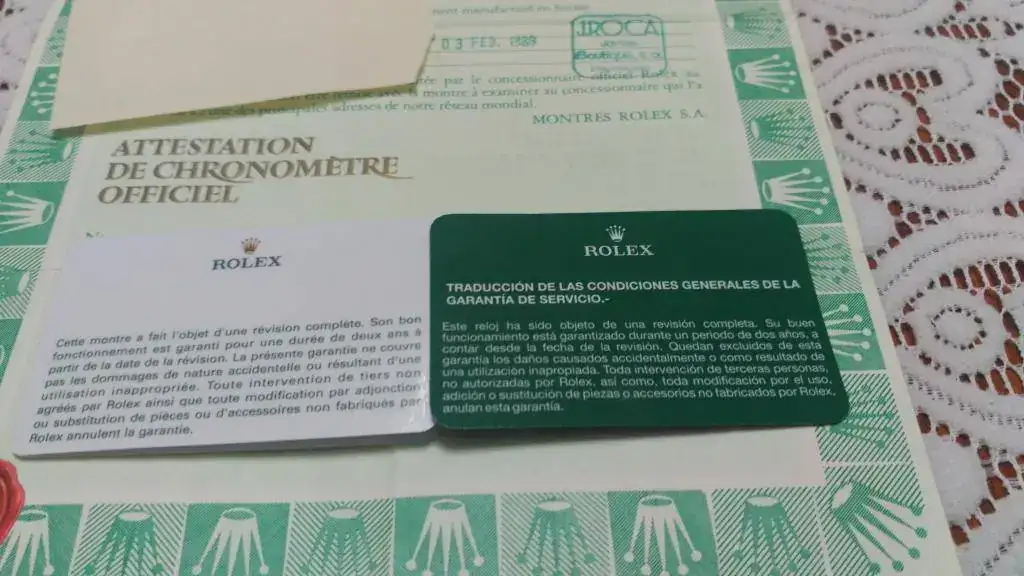 ent manufacturé en Suisse
03 FEB. 1989
J.ROCA
Joyeros
Boutique, s.a.
tée par le concessionnaire officiel Rolex au
la montre à examiner au concessionnaire qui l'a
une des principales adresses de notre réseau mondial.
MONTRES ROLEX S.A.
ATTESTATION
DE CHRONOMÈTRE
OFFICIEL
ROLEX
Cette montre a fait l'objet d'une révision complète. Son bon
fonctionnement est garanti pour une durée de deux ans à
partir de la date de la révision. La présente garantie ne couvre
pas les dommages de nature accidentelle ou résultant d'une
utilisation inappropriée. Toute intervention de tiers non
agréés par Rolex ainsi que toute modification par adjonction
ou substitution de pièces ou d'accessoires non fabriqués par
Rolex annulent la garantie.
ROLEX
TRADUCCIÓN DE LAS CONDICIONES GENERALES DE LA
GARANTÍA DE SERVICIO.-
Este reloj ha sido objeto de una revisión completa. Su buen
funcionamiento está garantizado durante un periodo de dos años, a
contar desde la fecha de la revisión. Quedan excluidos de esta
garantía los daños causados accidentalmente o como resultado de
una utilización inapropiada. Toda intervención de terceras personas,
no autorizadas por Rolex, así como, toda modificación por el uso,
adición o sustitución de piezas o accesorios no fabricados por Rolex,
anulan esta garantía.